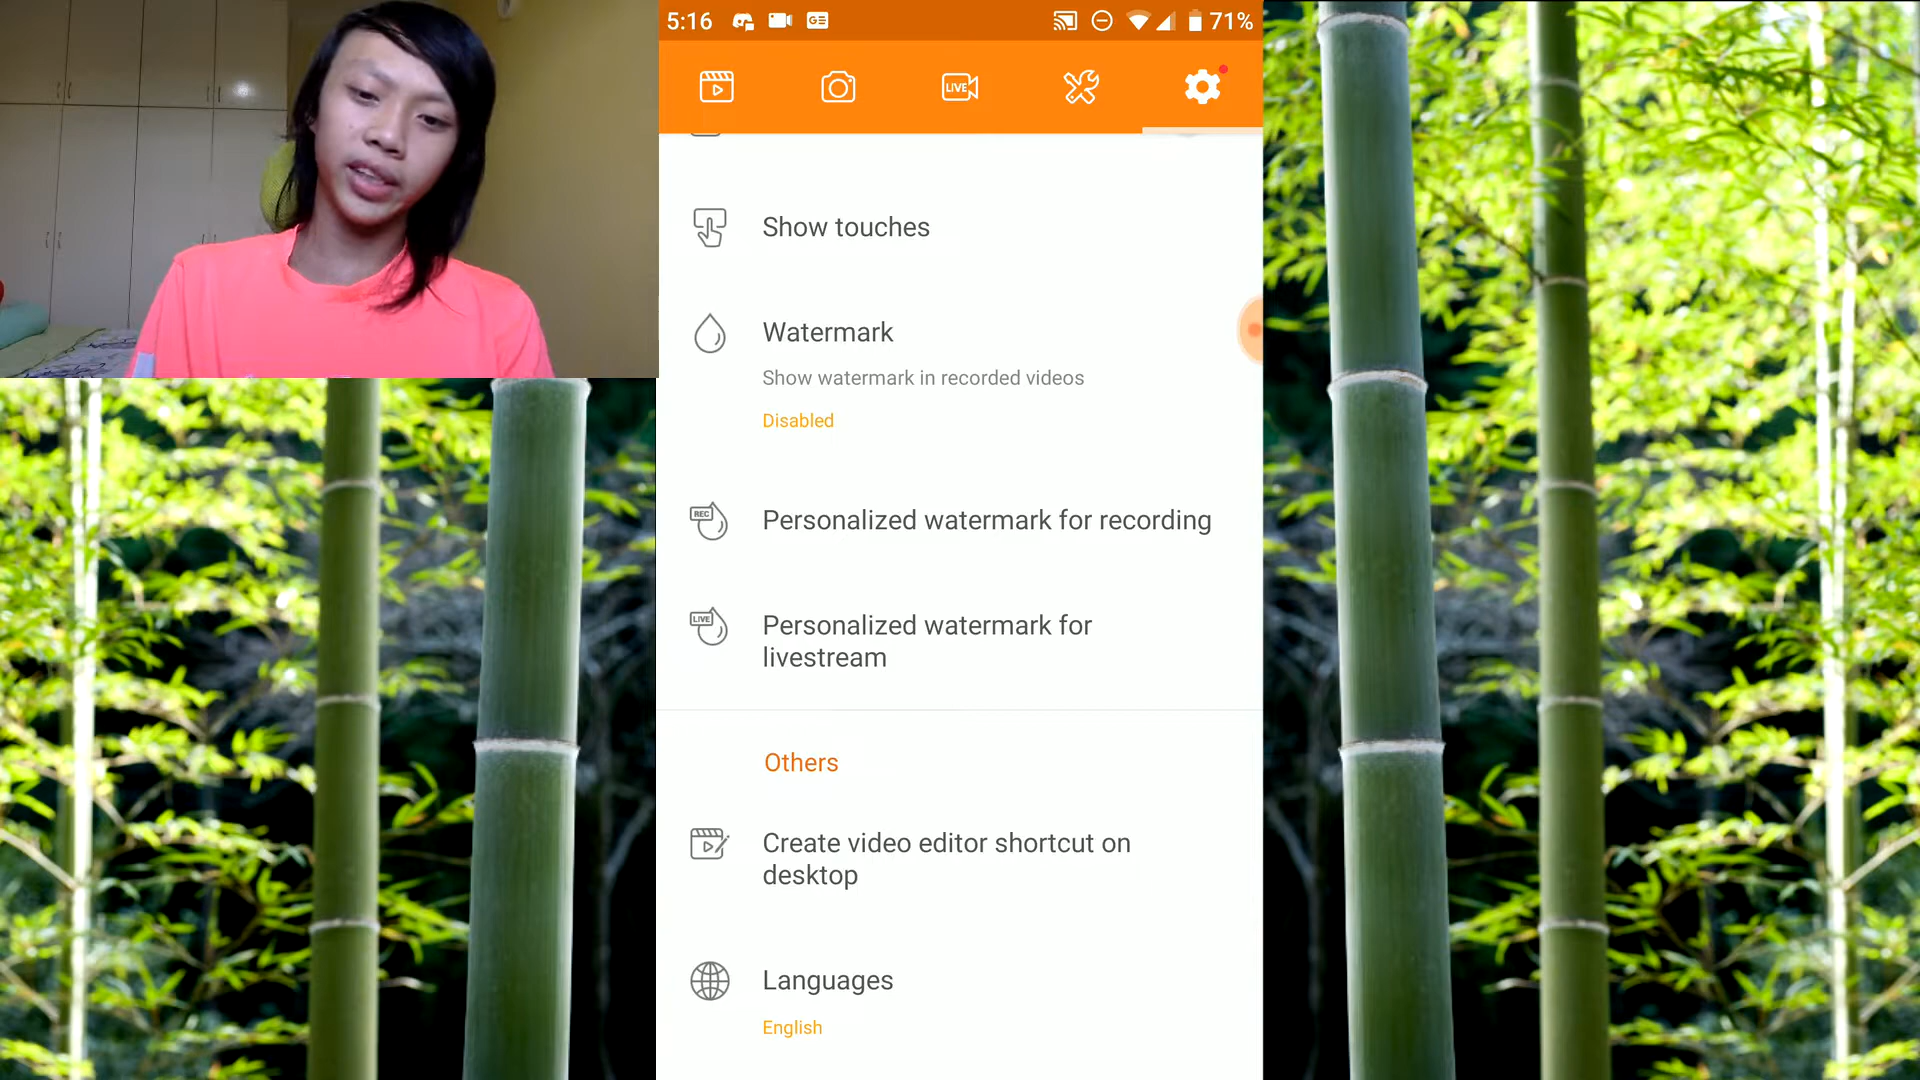 5:16
GE
71%
LIVE
Show touches
Watermark
Show watermark in recorded videos
Disabled
REC
Personalized watermark for recording
LIVE
Personalized watermark for
livestream
Others
Create video editor shortcut on
desktop
Languages
English